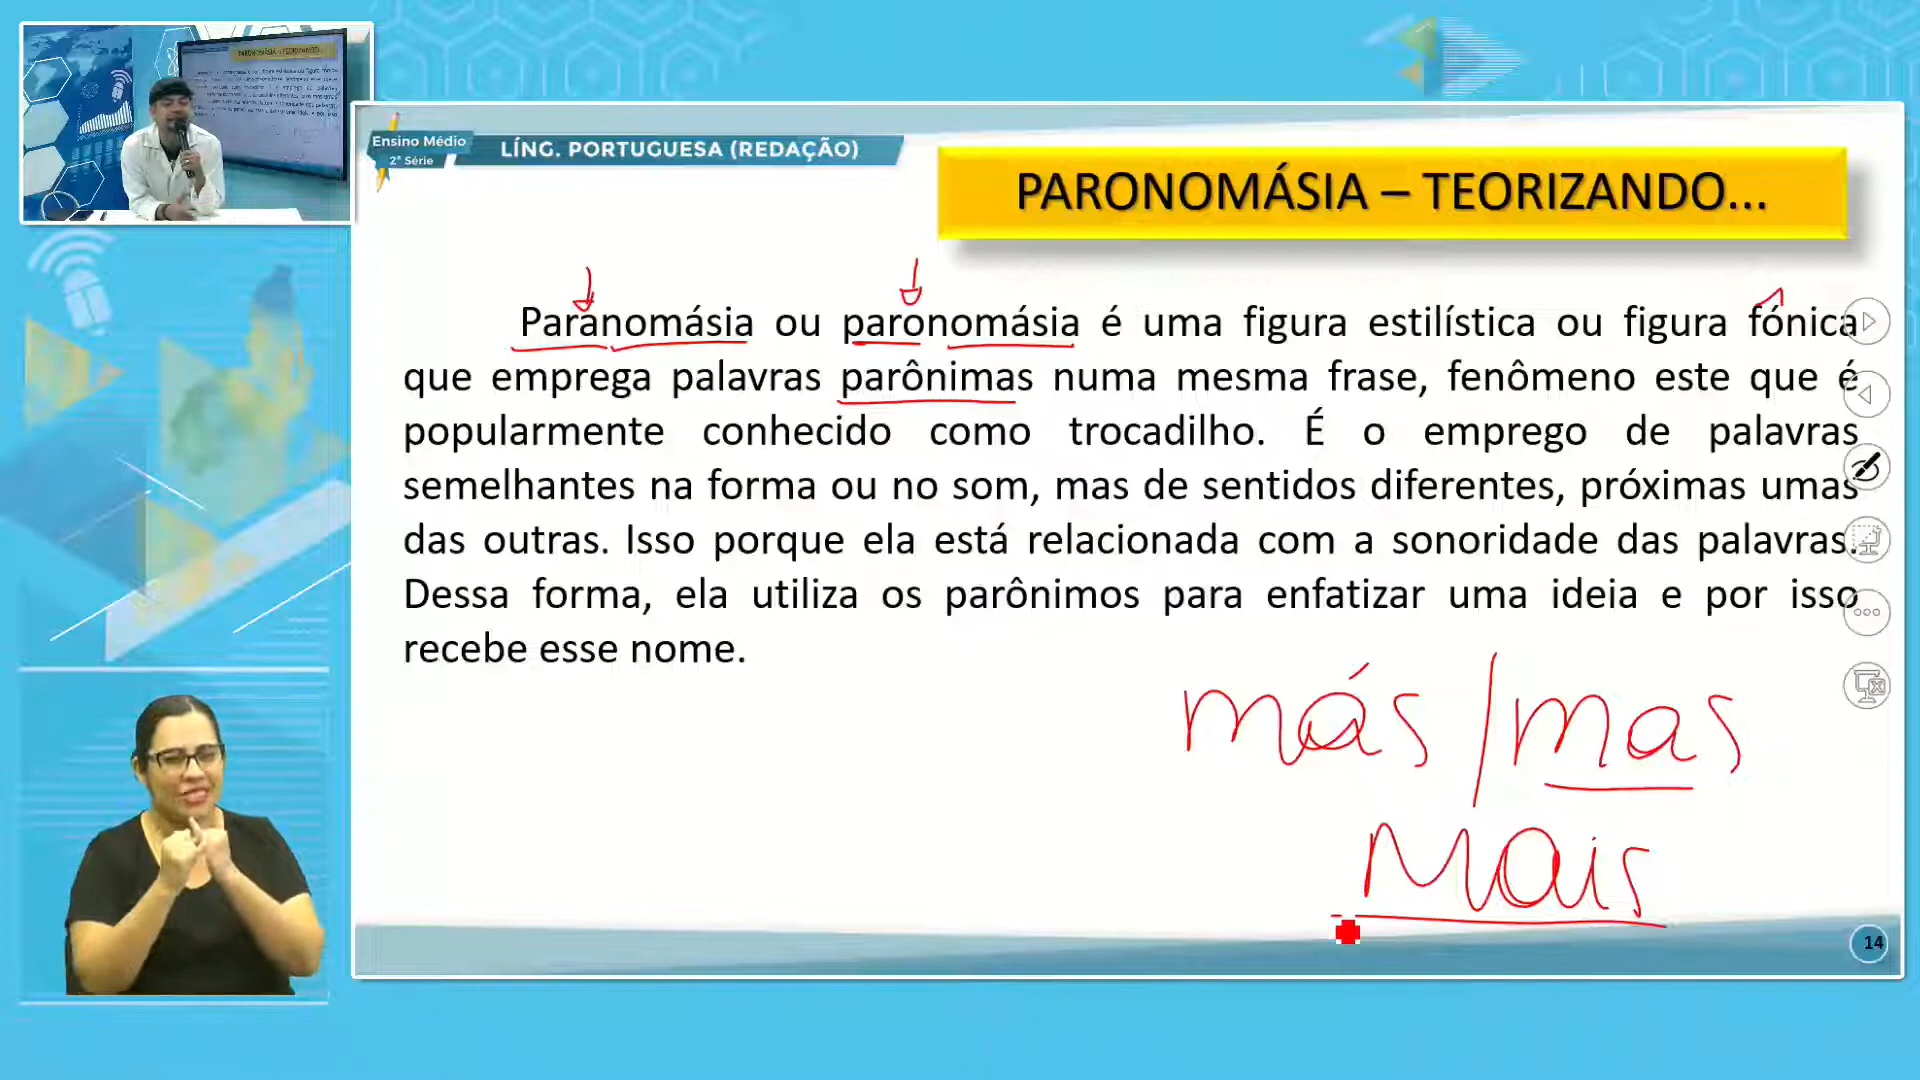 Ensino Médio
2ª Série
LÍNG. PORTUGUESA (REDAÇÃO)
PARONOMÁSIA – TEORIZANDO...
Paranomásia ou paronomásia é uma figura estilística ou figura fónica
que emprega palavras parônimas numa mesma frase, fenômeno este que é
popularmente conhecido como trocadilho. É o emprego de palavras
semelhantes na forma ou no som, mas de sentidos diferentes, próximas umas
das outras. Isso porque ela está relacionada com a sonoridade das palavras.
Dessa forma, ela utiliza os parônimos para enfatizar uma ideia e por isso
recebe esse nome.
más / mas
Mais
14